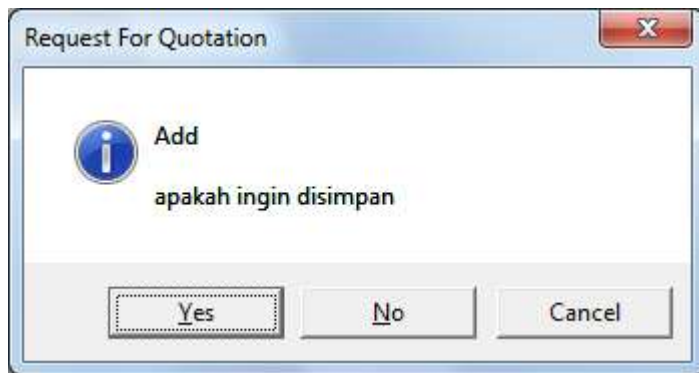 Request For Quotation
Add
apakah ingin disimpan
Yes No Cancel